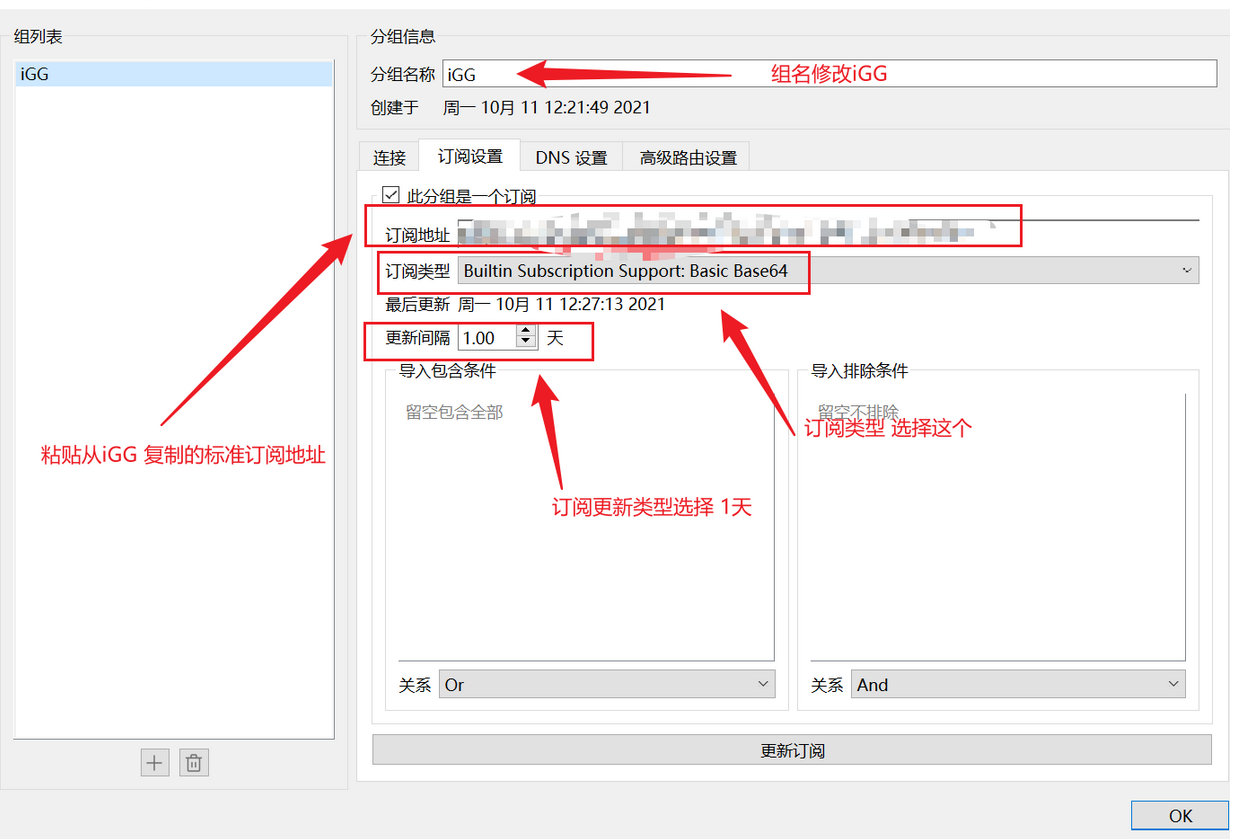 组列表
iGG
分组信息
分组名称 iGG
组名修改iGG
创建于 周一 10月 11 12:21:49 2021
连接 订阅设置 DNS 设置 高级路由设置
此分组是一个订阅
订阅地址
订阅类型 Builtin Subscription Support: Basic Base64
最后更新 周一 10月 11 12:27:13 2021
更新间隔 1.00 天
导入包含条件 导入排除条件
留空包含全部 留空不排除
订阅类型 选择这个
粘贴从iGG 复制的标准订阅地址
订阅更新类型选择 1天
关系 Or 关系 And
更新订阅
OK